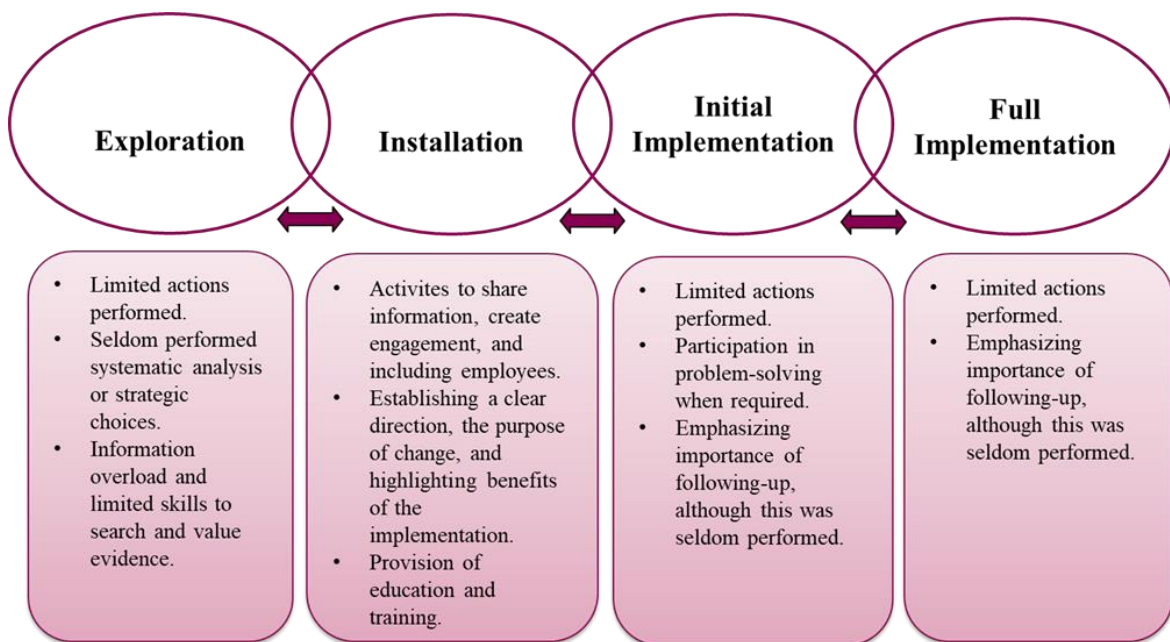 Exploration
Installation
Initial
Implementation
Full
Implementation
• Limited actions
performed.
• Seldom performed
systematic analysis
or strategic
choices.
• Information
overload and
limited skills to
search and value
evidence.
• Activites to share
information, create
engagement, and
including employees.
• Establishing a clear
direction, the purpose
of change, and
highlighting benefits
of the
implementation.
• Provision of
education and
training.
• Limited actions
performed.
• Participation in
problem-solving
when required.
• Emphasizing
importance of
following-up,
although this was
seldom performed.
• Limited actions
performed.
• Emphasizing
importance of
following-up,
although this was
seldom performed.